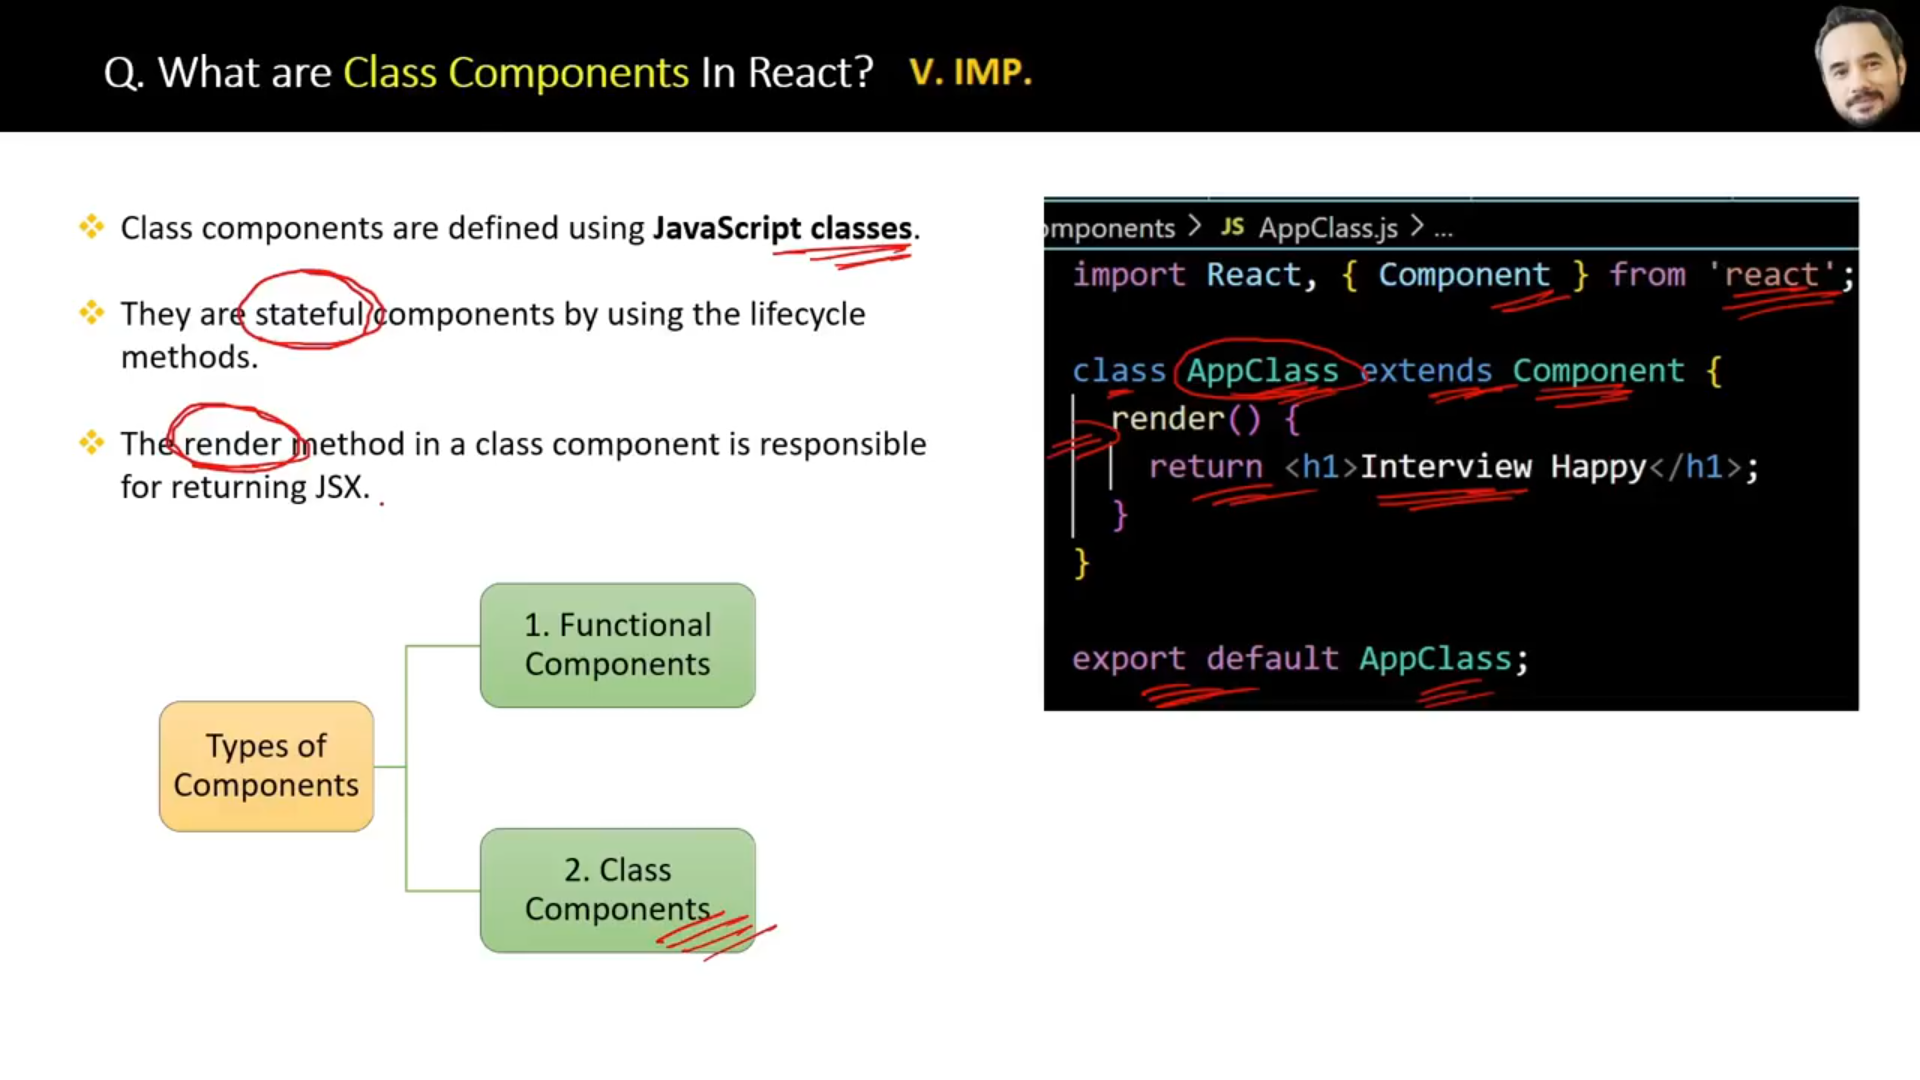 Q. What are Class Components In React? V. IMP.
Class components are defined using JavaScript classes.
They are stateful components by using the lifecycle
methods.
The render method in a class component is responsible
for returning JSX.
1. Functional
Components
Types of
Components
2. Class
Components
omponents > JS AppClass.js > ...
import React, { Component } from 'react';
class AppClass extends Component {
render() {
return <h1>Interview Happy</h1>;
}
}
export default AppClass;